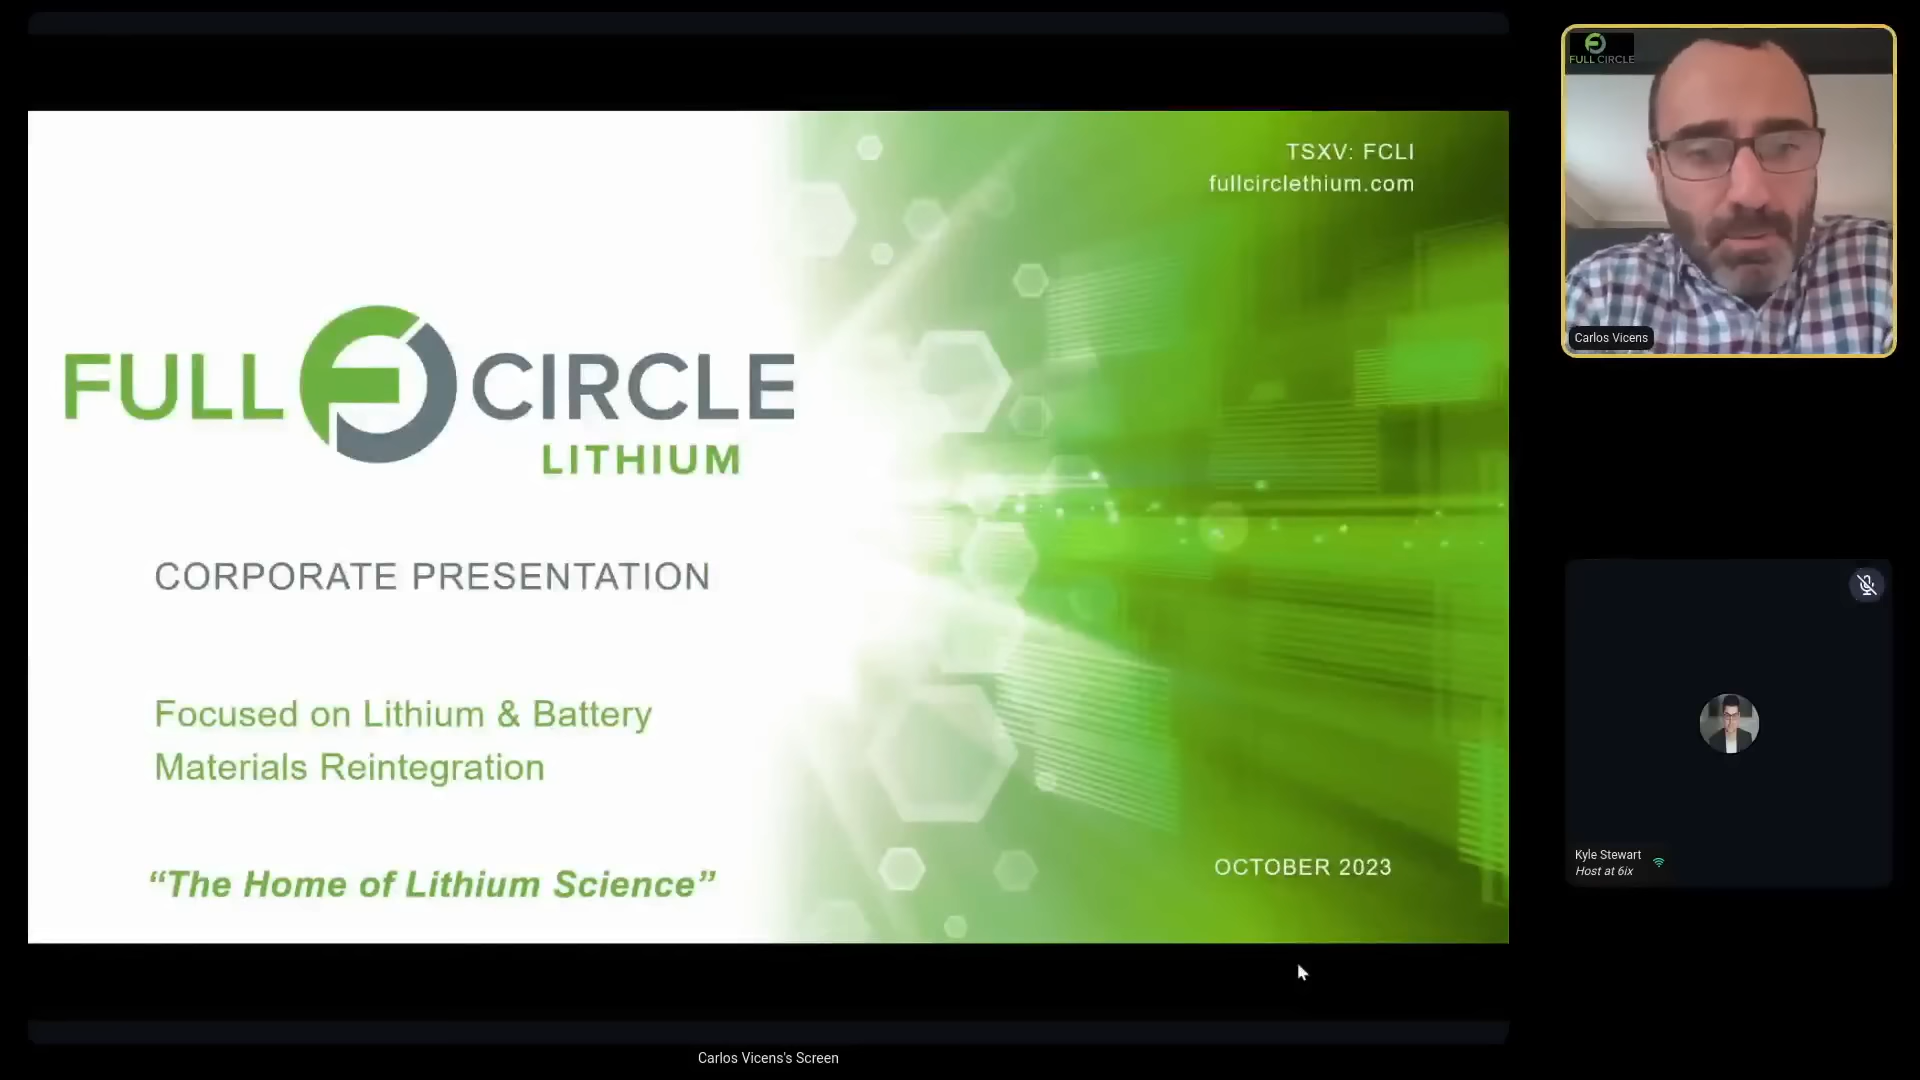 TSXV: FCLI
fullcirclethium.com
FULL CIRCLE
LITHIUM
CORPORATE PRESENTATION
Focused on Lithium & Battery
Materials Reintegration
“The Home of Lithium Science”
OCTOBER 2023
FULL CIRCLE
Carlos Vicens
Kyle Stewart
Host at 6ix
Carlos Vicens's Screen